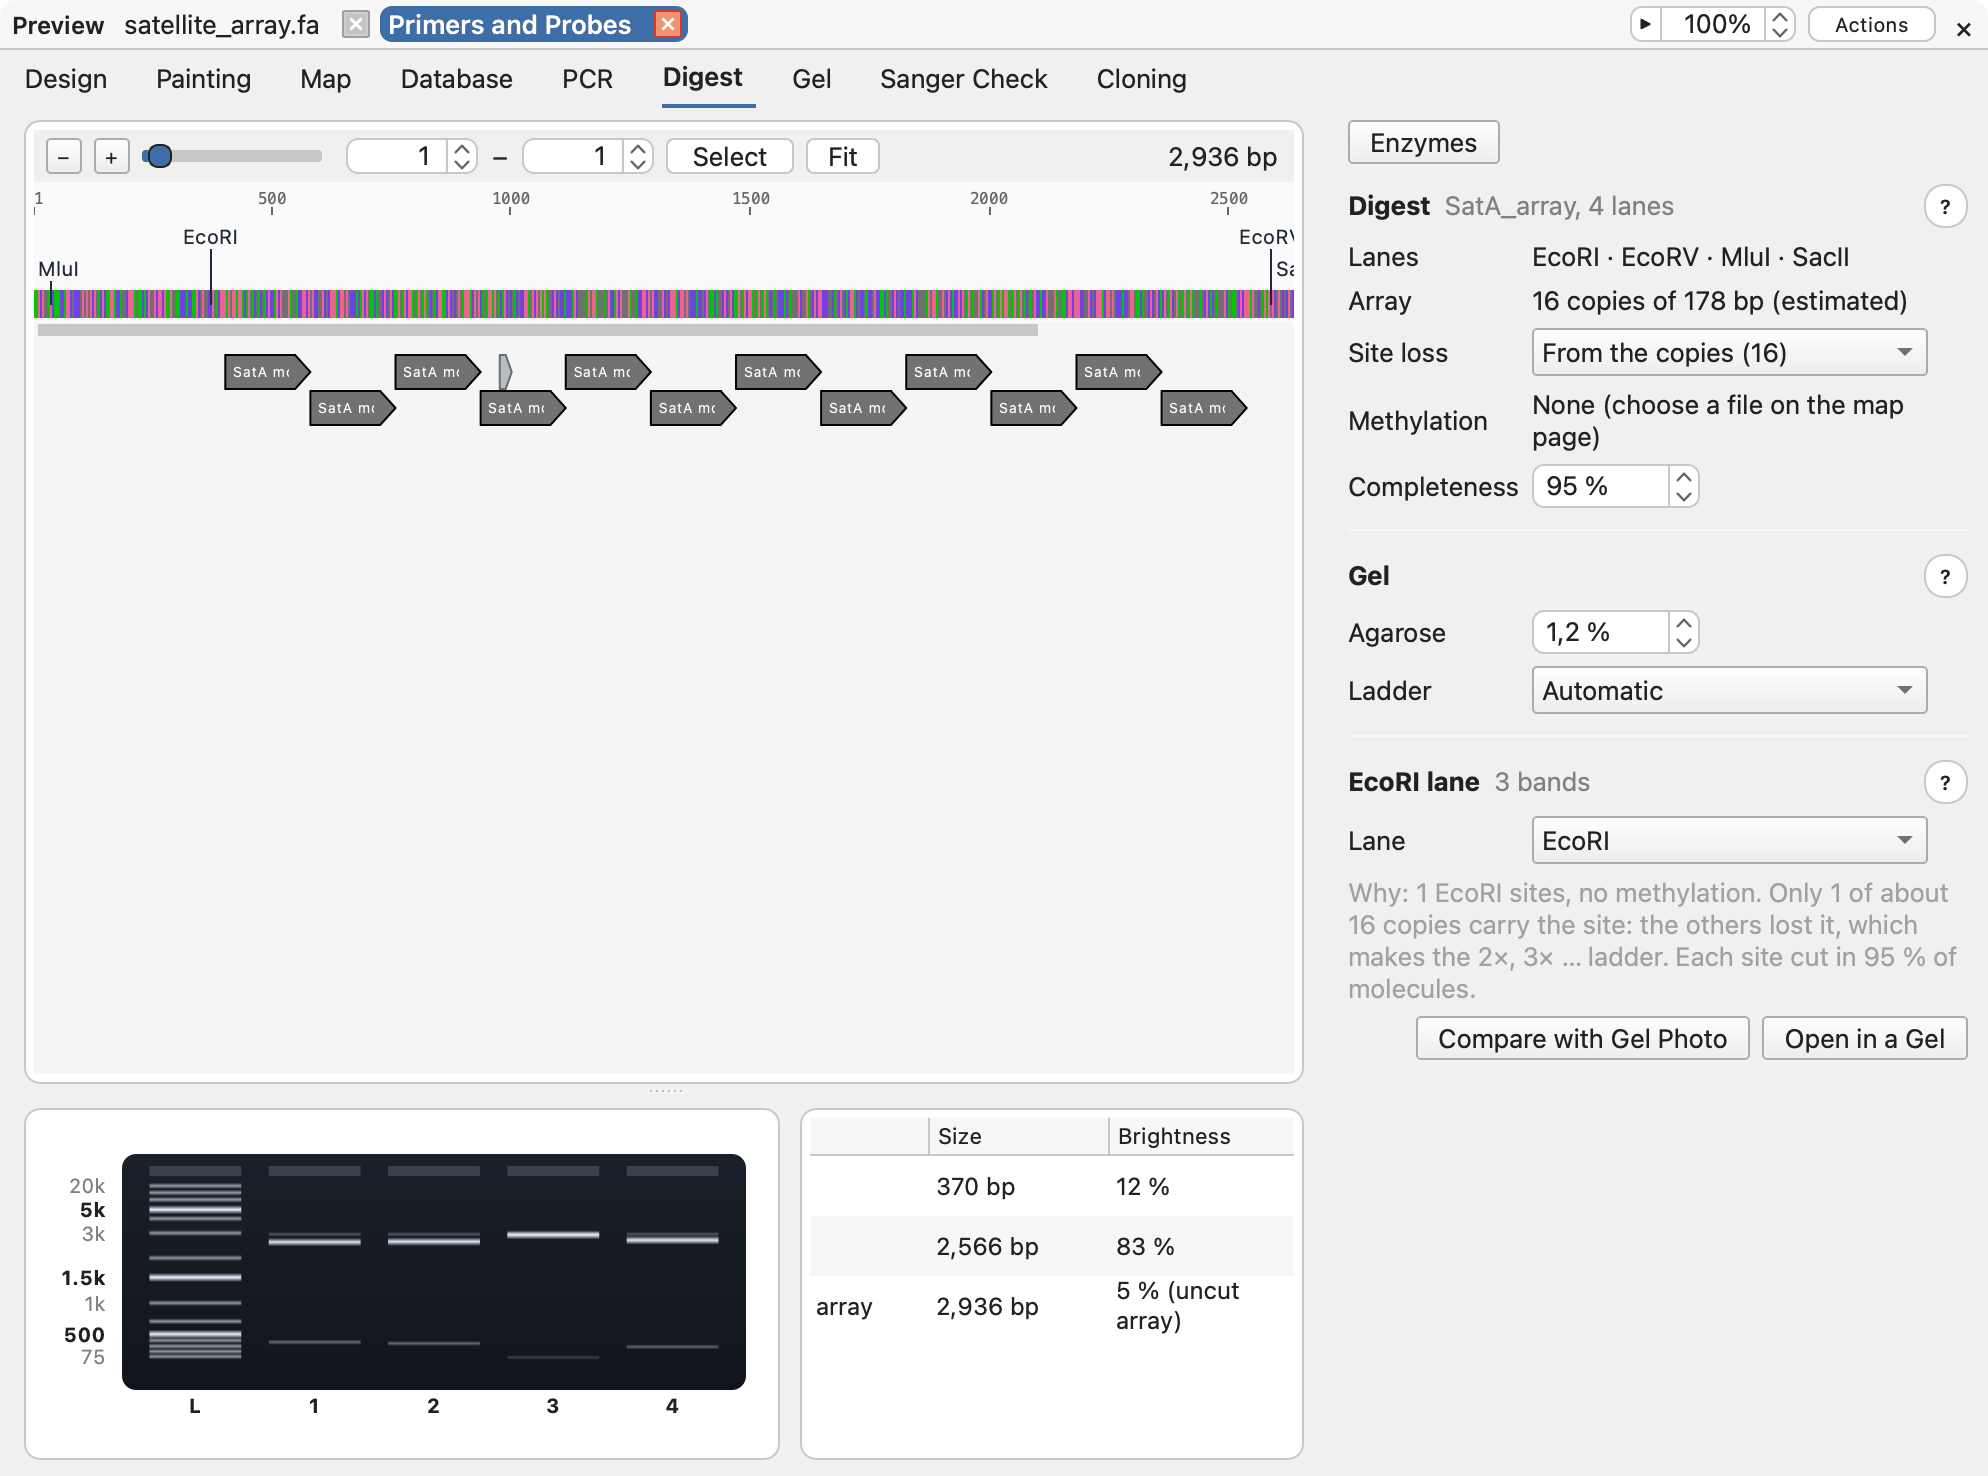 Preview satellite_array.fa Primers and Probes 100% Actions
Design Painting Map Database PCR Digest Gel Sanger Check Cloning
− + 1 – 1 Select Fit 2,936 bp
1 500 1000 1500 2000 2500
EcoRI EcoRV
MluI Sa
SatA mo SatA mo SatA mo SatA mo SatA mo SatA mo
SatA mo SatA mo SatA mo SatA mo SatA mo SatA mo
Enzymes
Digest SatA_array, 4 lanes ?
Lanes EcoRI · EcoRV · MluI · SacII
Array 16 copies of 178 bp (estimated)
Site loss From the copies (16)
Methylation None (choose a file on the map
page)
Completeness 95 %
Gel ?
Agarose 1,2 %
Ladder Automatic
EcoRI lane 3 bands ?
Lane EcoRI
Why: 1 EcoRI sites, no methylation. Only 1 of about
16 copies carry the site: the others lost it, which
makes the 2×, 3× ... ladder. Each site cut in 95 % of
molecules.
Compare with Gel Photo Open in a Gel
20k
5k
3k
1.5k
1k
500
75
L 1 2 3 4
Size Brightness
370 bp 12 %
2,566 bp 83 %
array 2,936 bp 5 % (uncut
array)